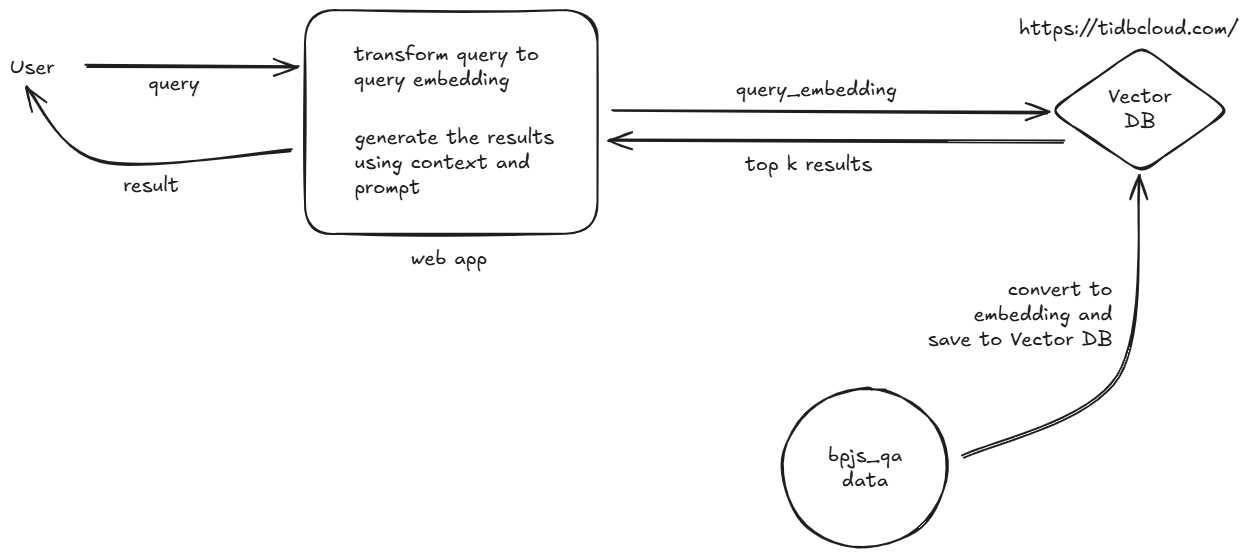 https://tidbcloud.com/
User
query
result
transform query to
query embedding
generate the results
using context and
prompt
web app
query_embedding
top k results
Vector
DB
convert to
embedding and
save to Vector DB
bpjs_qa
data